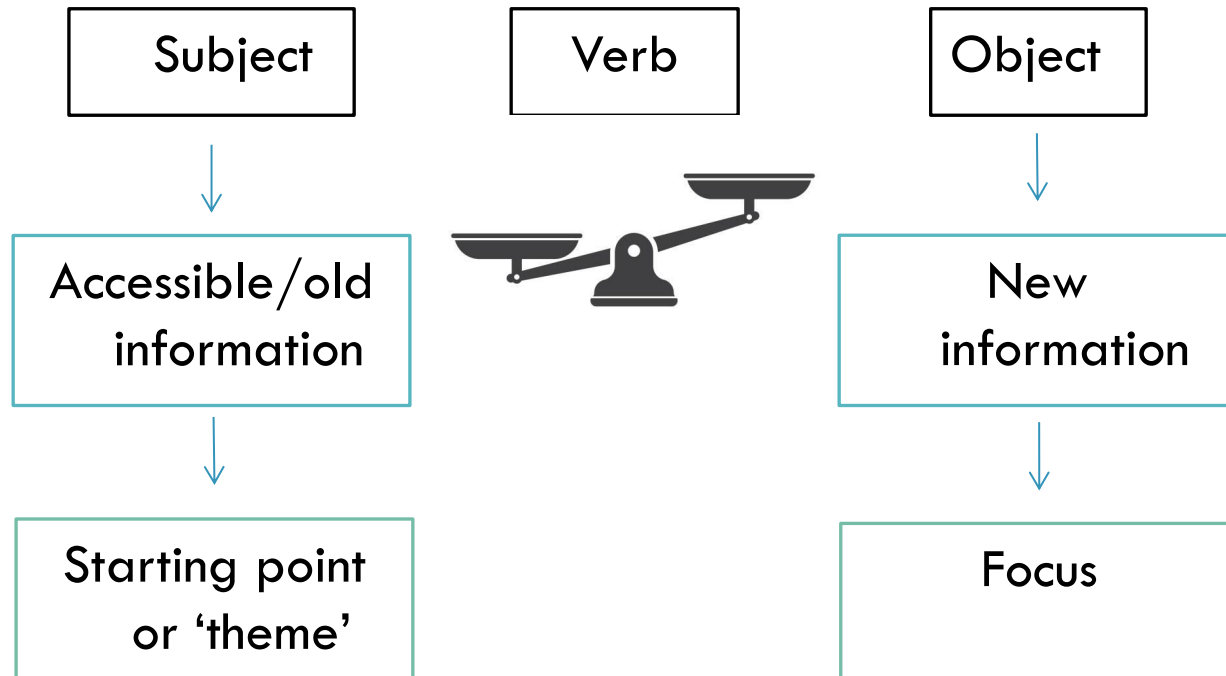 Subject
Verb
Object
Accessible/old
information
New
information
Starting point
or ‘theme’
Focus